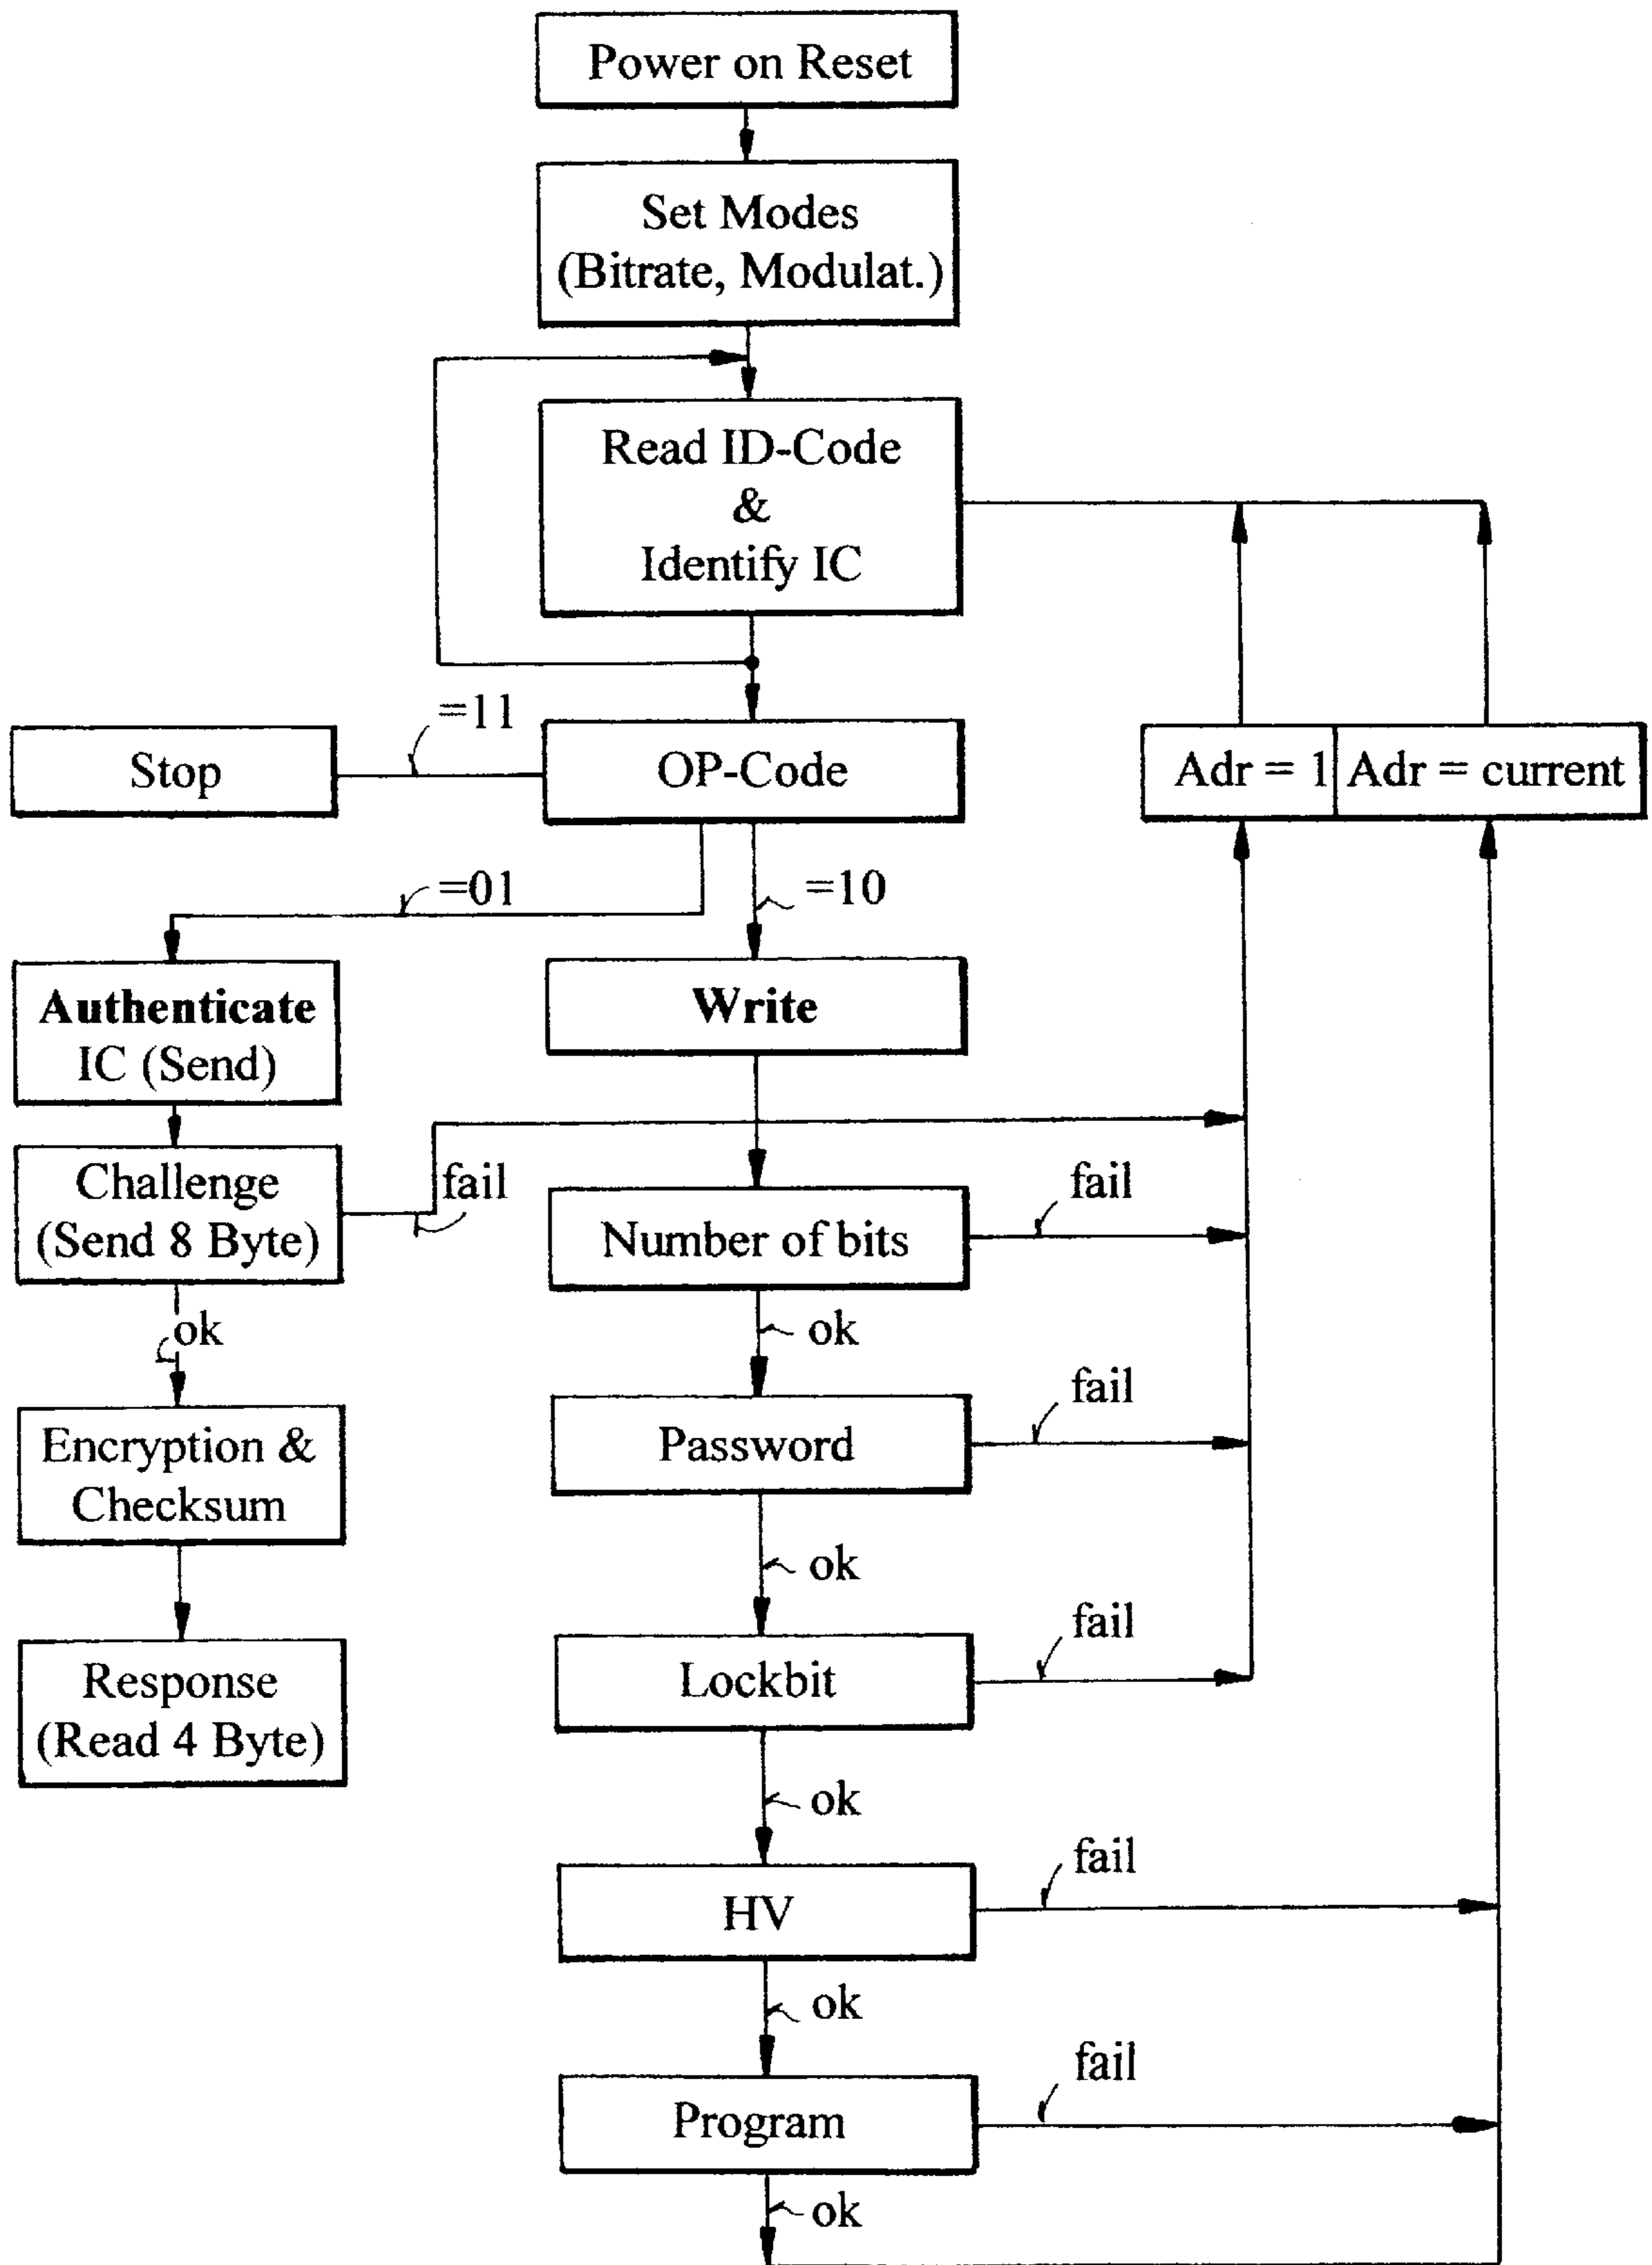 Power on Reset
Set Modes
(Bitrate, Modulat.)
Read ID-Code
&
Identify IC
=11
Stop
OP-Code
Adr = 1
Adr = current
=01
=10
Authenticate
IC (Send)
Write
Challenge
(Send 8 Byte)
fail
Number of bits
fail
ok
ok
Encryption &
Checksum
Password
fail
ok
Response
(Read 4 Byte)
Lockbit
fail
ok
HV
fail
ok
Program
fail
ok